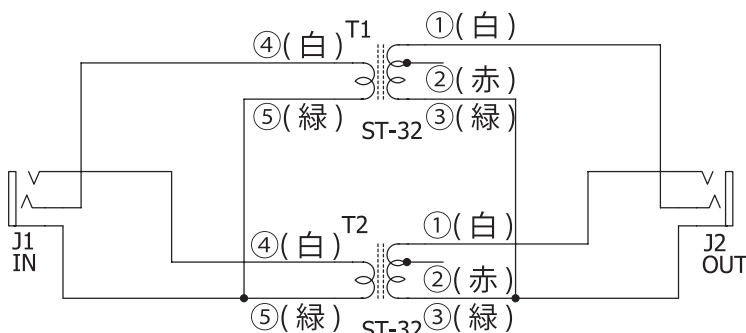 T1
①(白)
④(白)
②(赤)
⑤(緑)
③(緑)
ST-32
J1
IN
T2
①(白)
④(白)
J2
OUT
②(赤)
⑤(緑)
③(緑)
ST-32